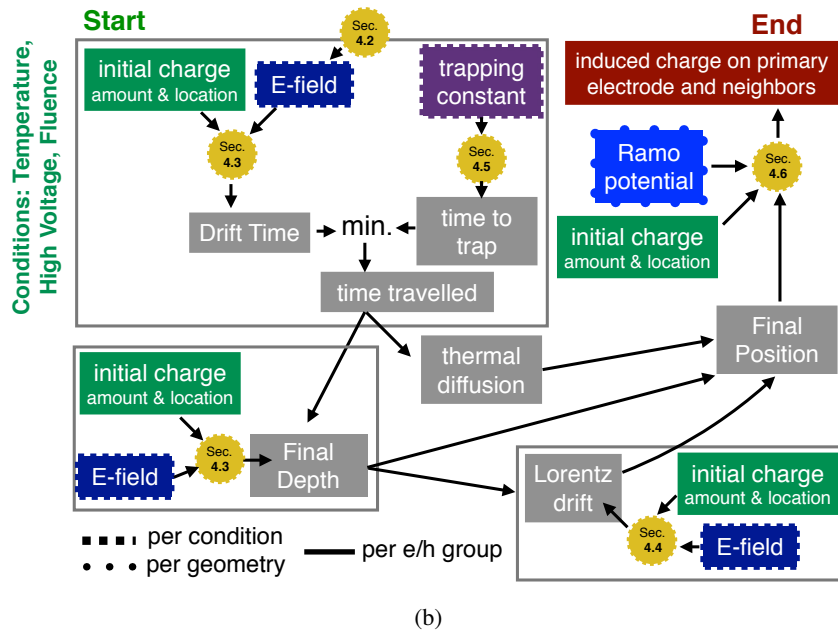 Start
End
Conditions: Temperature,
High Voltage, Fluence
Sec.
4.2
initial charge
amount & location
E-field
trapping
constant
Sec.
4.3
Sec.
4.5
Drift Time
min.
time to
trap
time travelled
induced charge on primary
electrode and neighbors
Ramo
potential
Sec.
4.6
initial charge
amount & location
thermal
diffusion
Final
Position
initial charge
amount & location
Sec.
4.3
E-field
Final
Depth
Lorentz
drift
initial charge
amount & location
Sec.
4.4
E-field
per condition
per geometry
per e/h group
(b)